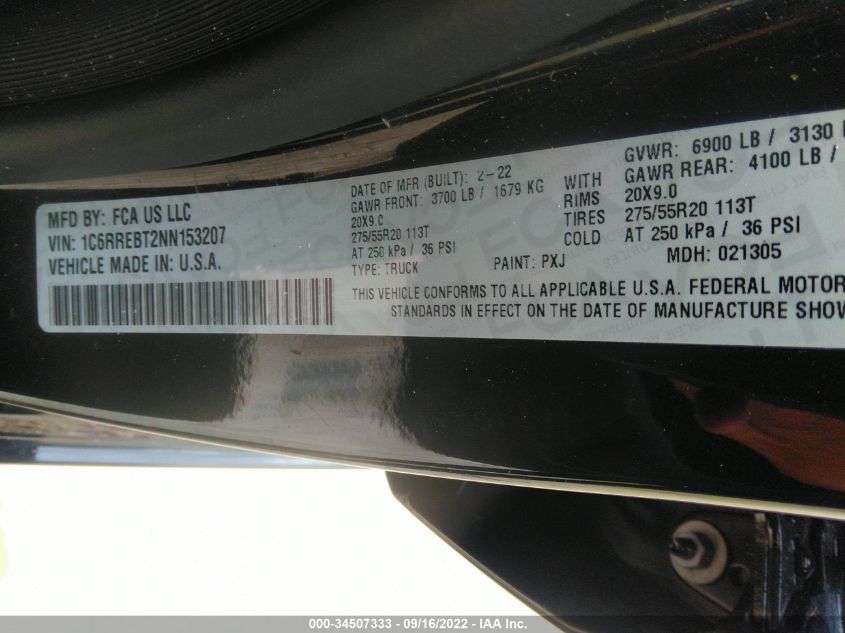 MFD BY: FCA US LLC
VIN: 1C6RREBT2NN153207
VEHICLE MADE IN: U.S.A.
DATE OF MFR (BUILT): 2-22
GAWR FRONT: 3700 LB / 1679 KG
20X9.0
275/55R20 113T
AT 250 kPa / 36 PSI
TYPE: TRUCK
PAINT: PXJ
WITH
RIMS
TIRES
COLD
GVWR: 6900 LB / 3130
GAWR REAR: 4100 LB /
20X9.0
275/55R20 113T
AT 250 kPa / 36 PSI
MDH: 021305
THIS VEHICLE CONFORMS TO ALL APPLICABLE U.S.A. FEDERAL MOTOR
STANDARDS IN EFFECT ON THE DATE OF MANUFACTURE SHOW
000-34507333 - 09/16/2022 - IAA Inc.